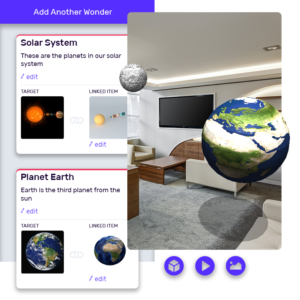 Add Another Wonder
Solar System
These are the planets in our solar
system
edit
TARGET
LINKED ITEM
edit
Planet Earth
Earth is the third planet from the
sun
edit
TARGET
LINKED ITEM
edit